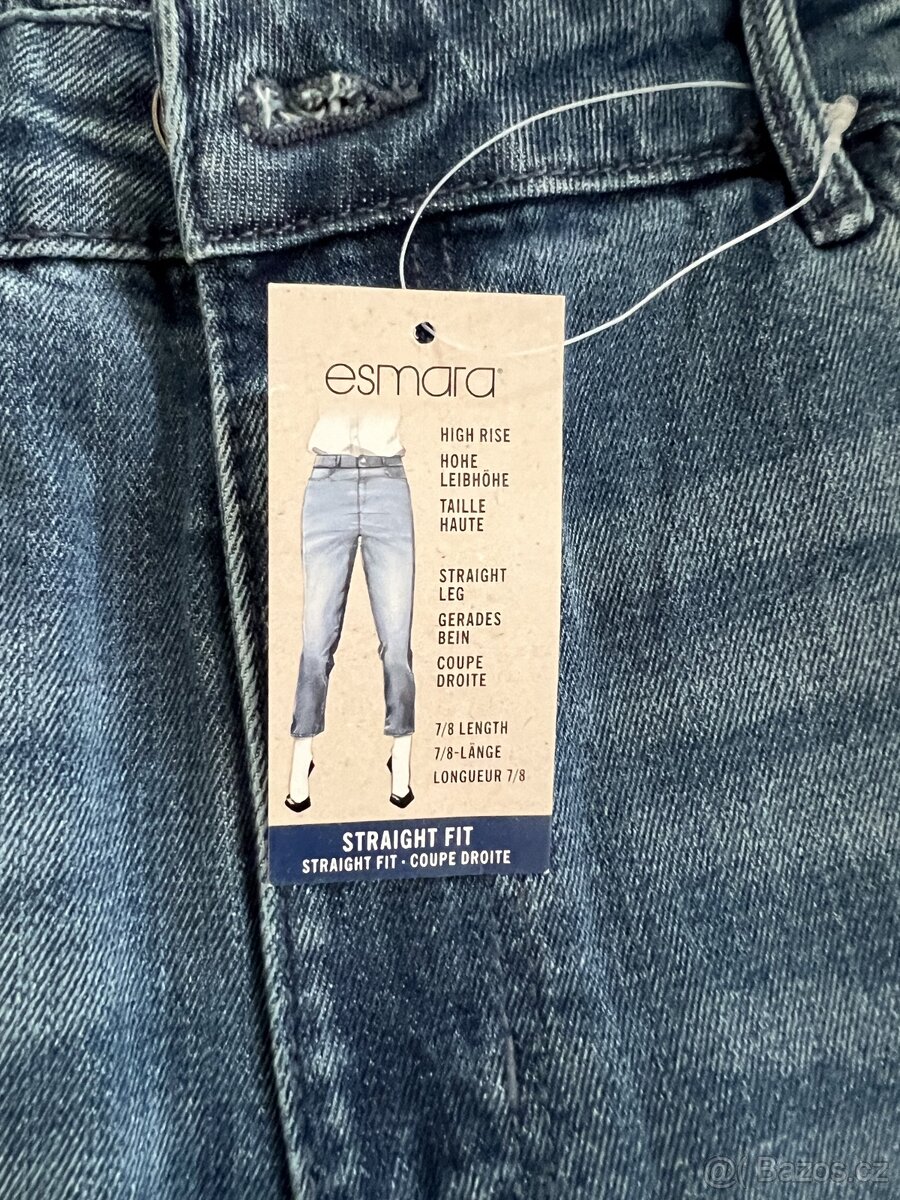 esmara®
HIGH RISE
HOHE
LEIBHÖHE
TAILLE
HAUTE
STRAIGHT
LEG
GERADES
BEIN
COUPE
DROITE
7/8 LENGTH
7/8-LÄNGE
LONGUEUR 7/8
STRAIGHT FIT
STRAIGHT FIT · COUPE DROITE
@ Bazos.cz